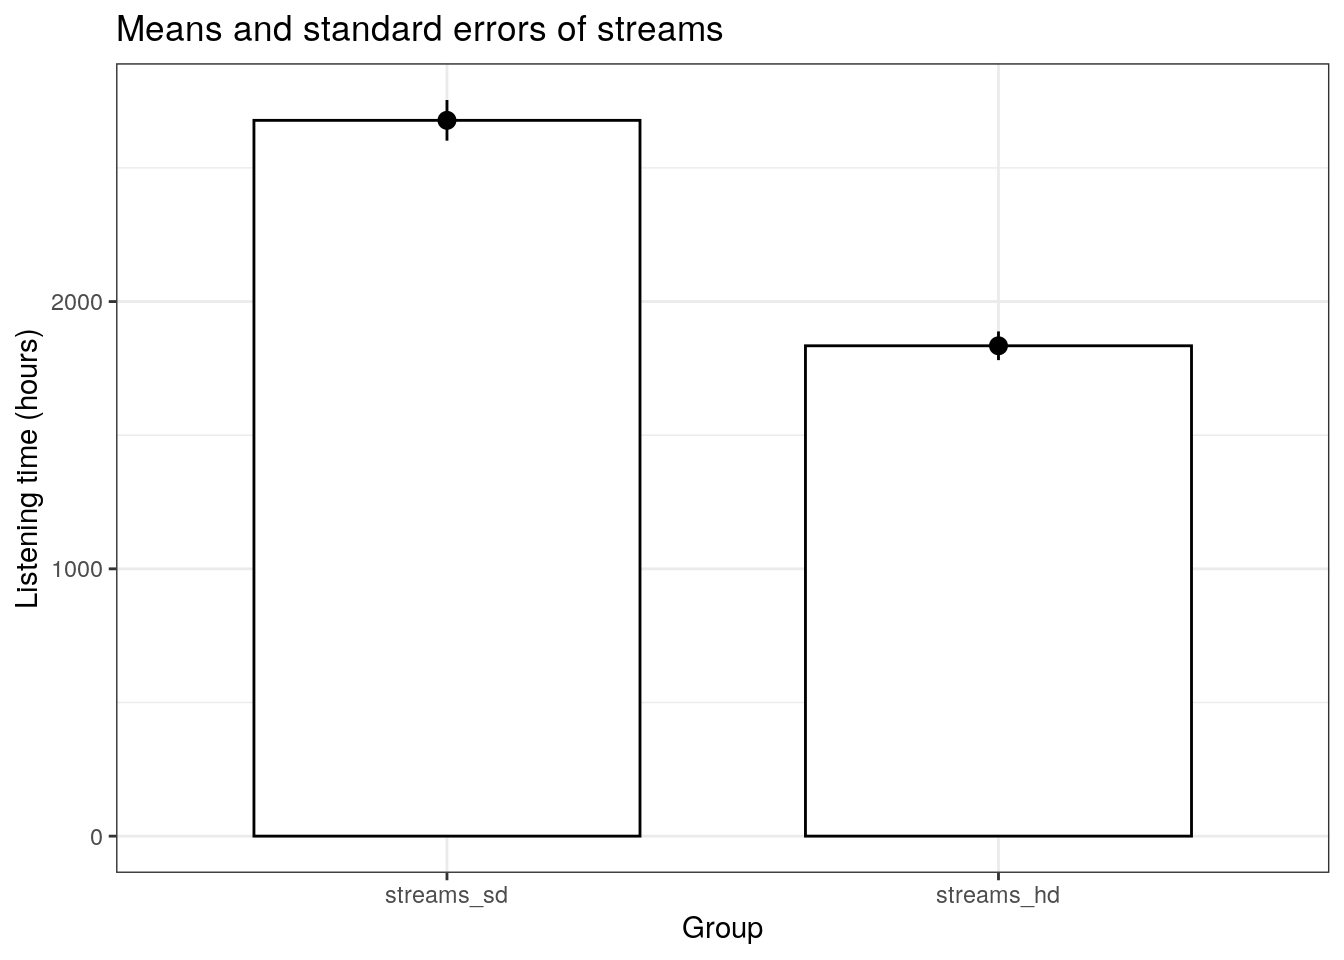 Means and standard errors of streams
Listening time (hours)
2000
1000
0
streams_sd
streams_hd
Group